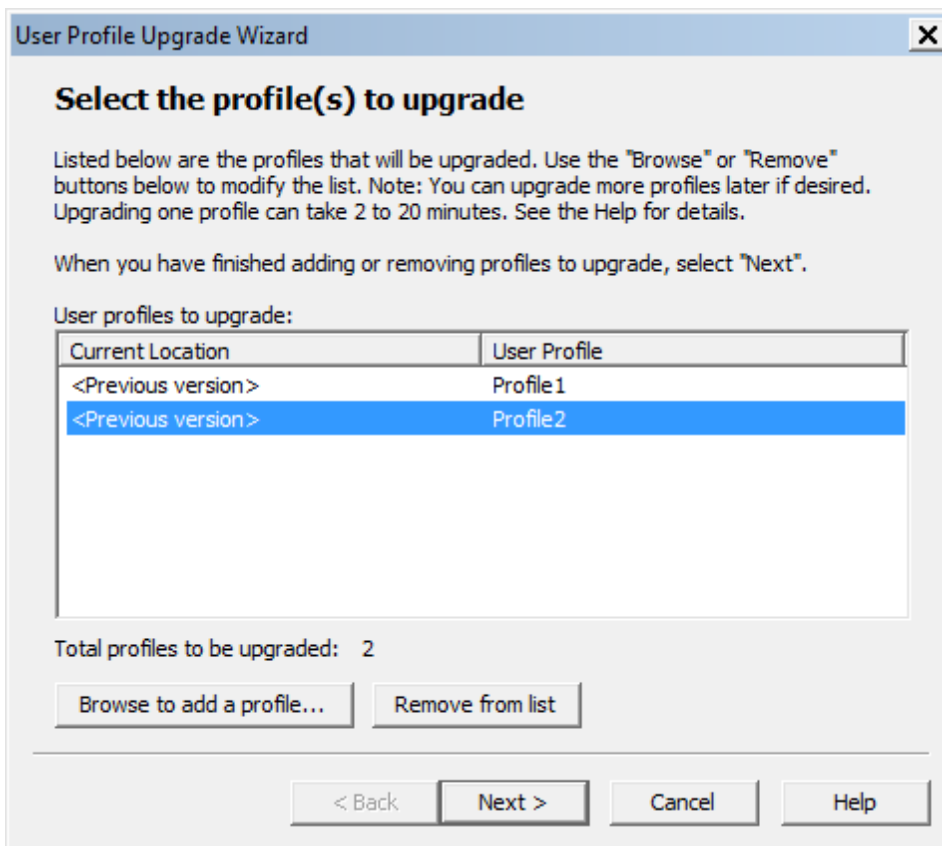 User Profile Upgrade Wizard
Select the profile(s) to upgrade
Listed below are the profiles that will be upgraded. Use the "Browse" or "Remove"
buttons below to modify the list. Note: You can upgrade more profiles later if desired.
Upgrading one profile can take 2 to 20 minutes. See the Help for details.
When you have finished adding or removing profiles to upgrade, select "Next".
User profiles to upgrade:
Current Location User Profile
<Previous version> Profile1
<Previous version> Profile2
Total profiles to be upgraded: 2
Browse to add a profile... Remove from list
< Back Next > Cancel Help